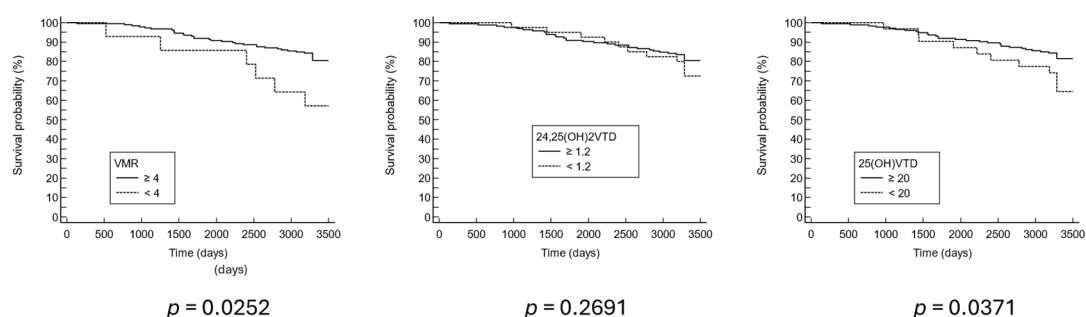 Survival probability (%)
100
90
80
70
60
50
40
30
20
10
0
VMR
≥ 4
< 4
0 500 1000 1500 2000 2500 3000 3500
Time (days)
(days)
p = 0.0252
Survival probability (%)
100
90
80
70
60
50
40
30
20
10
0
24,25(OH)2VTD
≥ 1.2
< 1.2
0 500 1000 1500 2000 2500 3000 3500
Time (days)
p = 0.2691
Survival probability (%)
100
90
80
70
60
50
40
30
20
10
0
25(OH)VTD
≥ 20
< 20
0 500 1000 1500 2000 2500 3000 3500
Time (days)
p = 0.0371